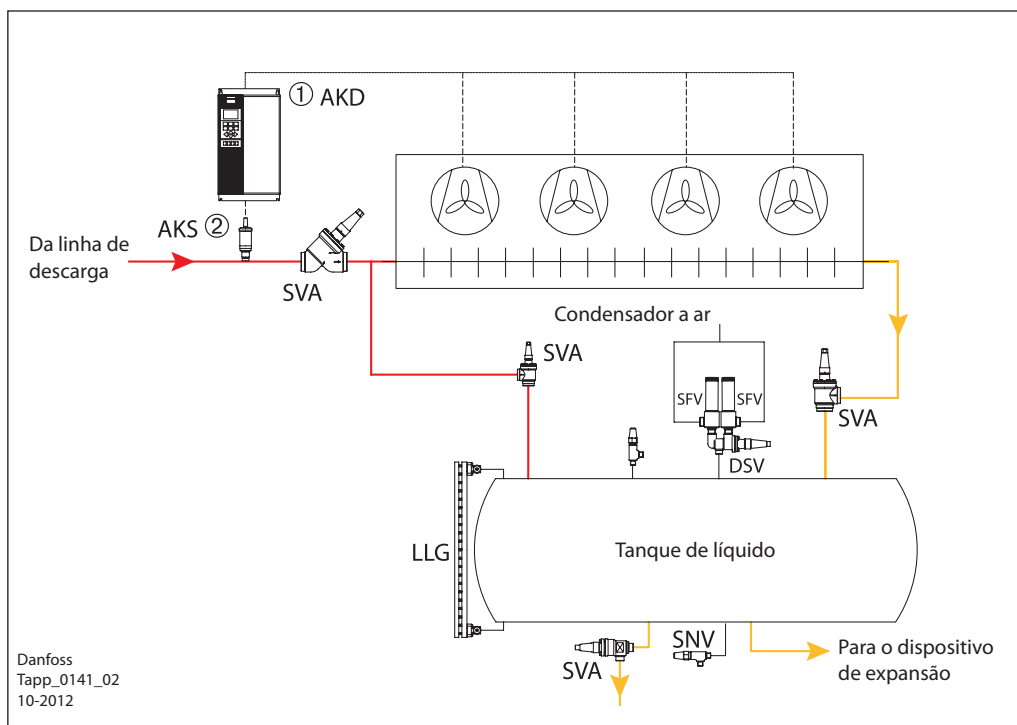 ① AKD
AKS ②
Da linha de
descarga
SVA
Condensador a ar
SVA
SFV
SFV
SVA
DSV
LLG
Tanque de líquido
SVA
SNV
Para o dispositivo
de expansão
Danfoss
Tapp_0141_02
10-2012